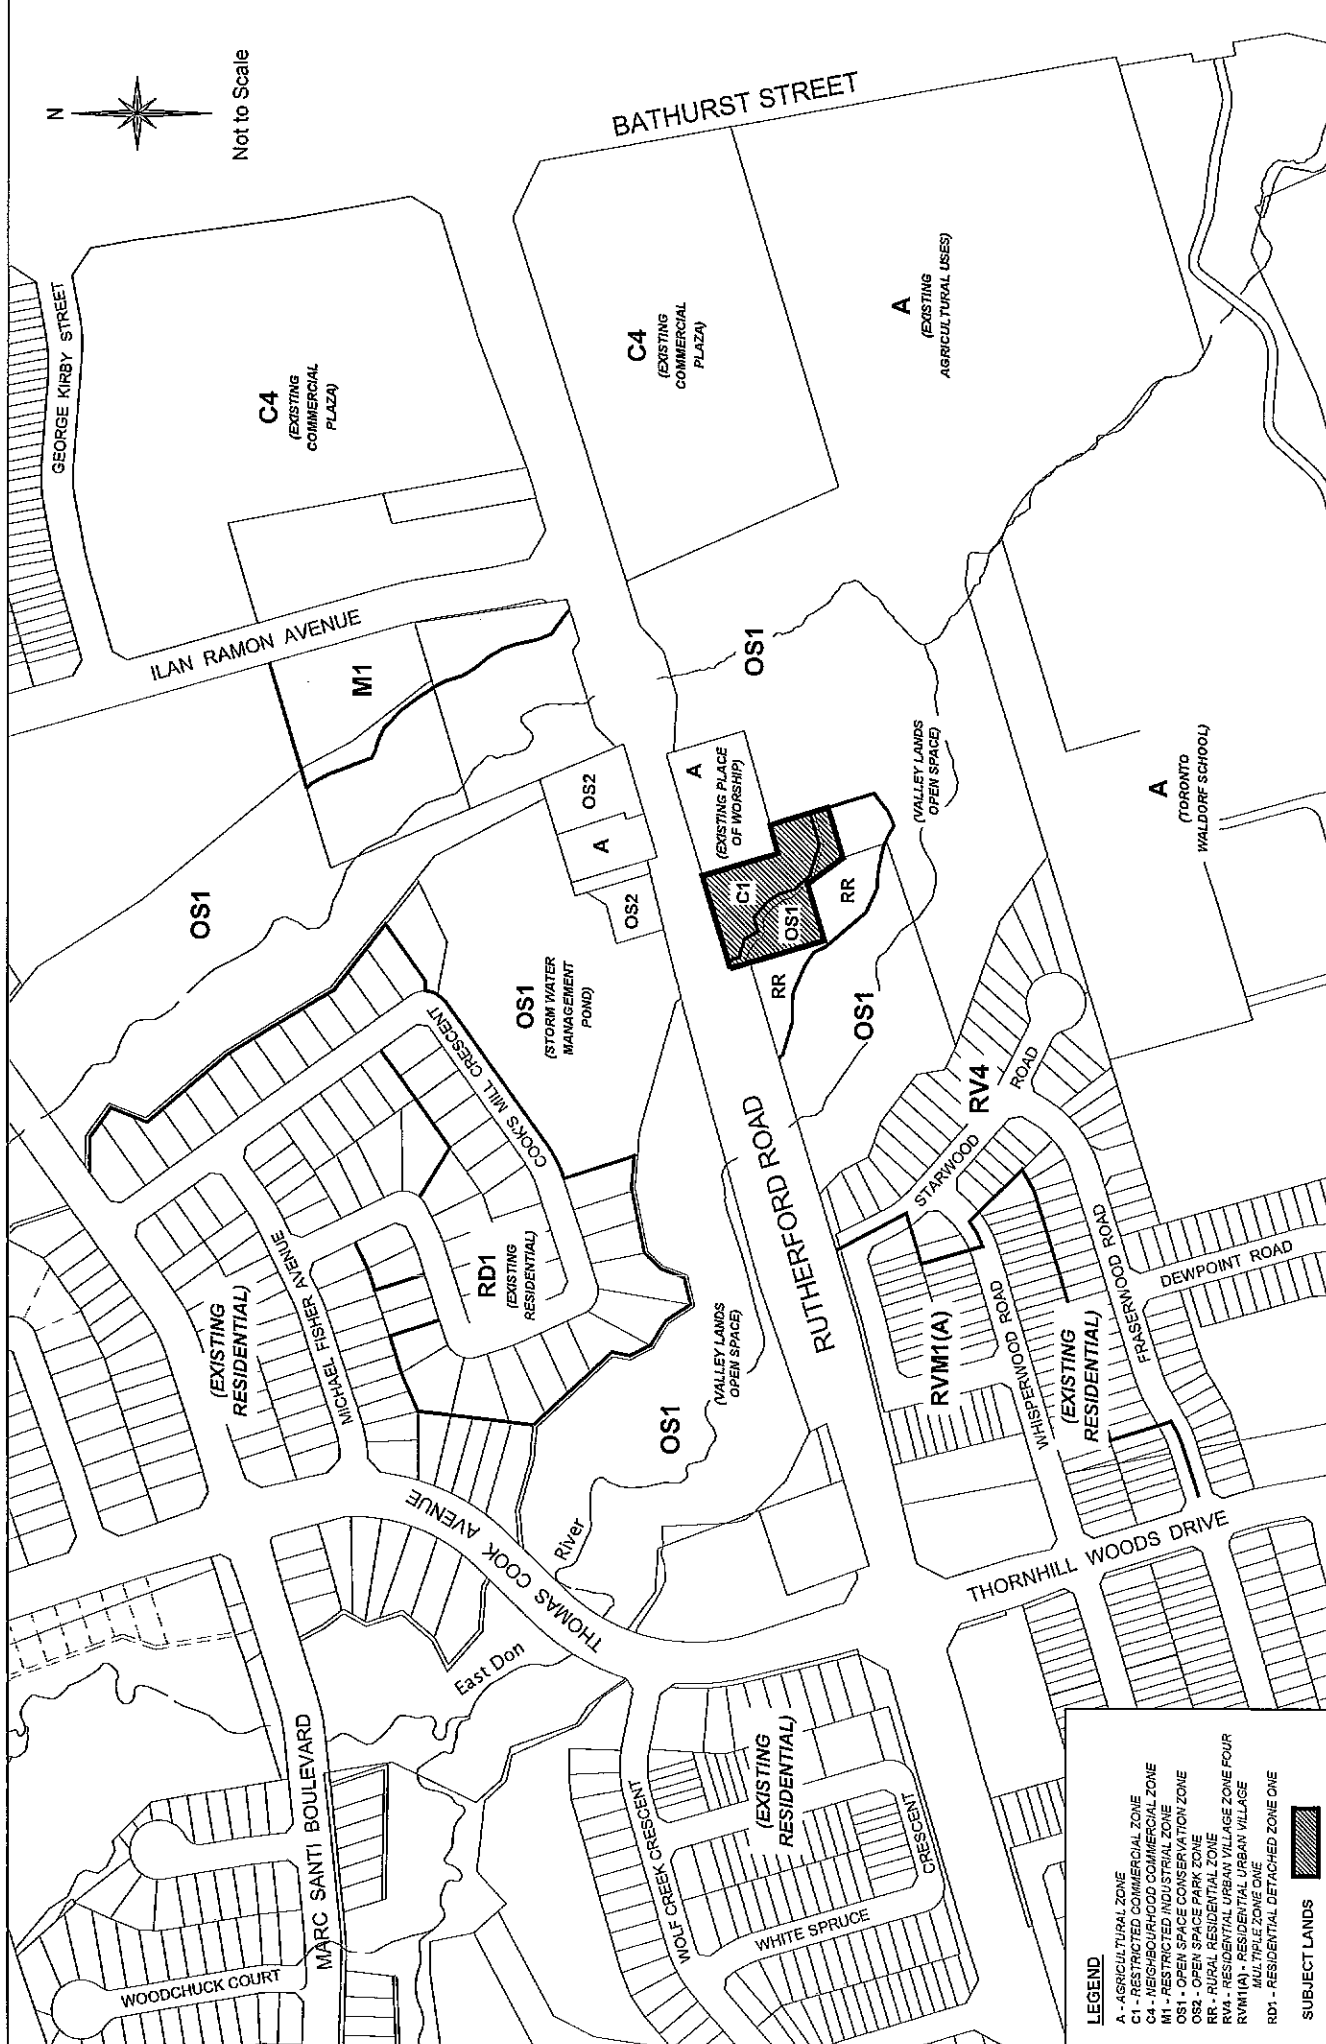 N
Not to Scale
GEORGE KIRBY STREET
C4
(EXISTING
COMMERCIAL
PLAZA)
BATHURST STREET
C4
(EXISTING
COMMERCIAL
PLAZA)
A
(EXISTING
AGRICULTURAL USES)
ILAN RAMON AVENUE
M1
OS1
OS1
OS2
A
OS2
A
(EXISTING PLACE
OF WORSHIP)
C1
OS1
RR
RR
(VALLEY LANDS
OPEN SPACE)
OS1
A
(TORONTO
WALDORF SCHOOL)
OS1
(STORM WATER
MANAGEMENT
POND)
COOK'S MILL CRESCENT
RD1
(EXISTING
RESIDENTIAL)
MICHAEL FISHER AVENUE
(EXISTING
RESIDENTIAL)
RUTHERFORD ROAD
(VALLEY LANDS
OPEN SPACE)
OS1
RV4
STARWOOD
ROAD
RVM1(A)
WHISPERWOOD ROAD
(EXISTING
RESIDENTIAL)
FRASERWOOD ROAD
DEWPOINT ROAD
THORNHILL WOODS DRIVE
THOMAS COOK AVENUE
East Don
River
MARC SANTI BOULEVARD
WOODCHUCK COURT
WOLF CREEK CRESCENT
(EXISTING
RESIDENTIAL)
WHITE SPRUCE
CRESCENT
LEGEND
A - AGRICULTURAL ZONE
C1 - RESTRICTED COMMERCIAL ZONE
C4 - NEIGHBOURHOOD COMMERCIAL ZONE
M1 - RESTRICTED INDUSTRIAL ZONE
OS1 - OPEN SPACE CONSERVATION ZONE
OS2 - OPEN SPACE PARK ZONE
RR - RURAL RESIDENTIAL ZONE
RV4 - RESIDENTIAL URBAN VILLAGE ZONE FOUR
RVM1(A) - RESIDENTIAL URBAN VILLAGE
MULTIPLE ZONE ONE
RD1 - RESIDENTIAL DETACHED ZONE ONE
SUBJECT LANDS